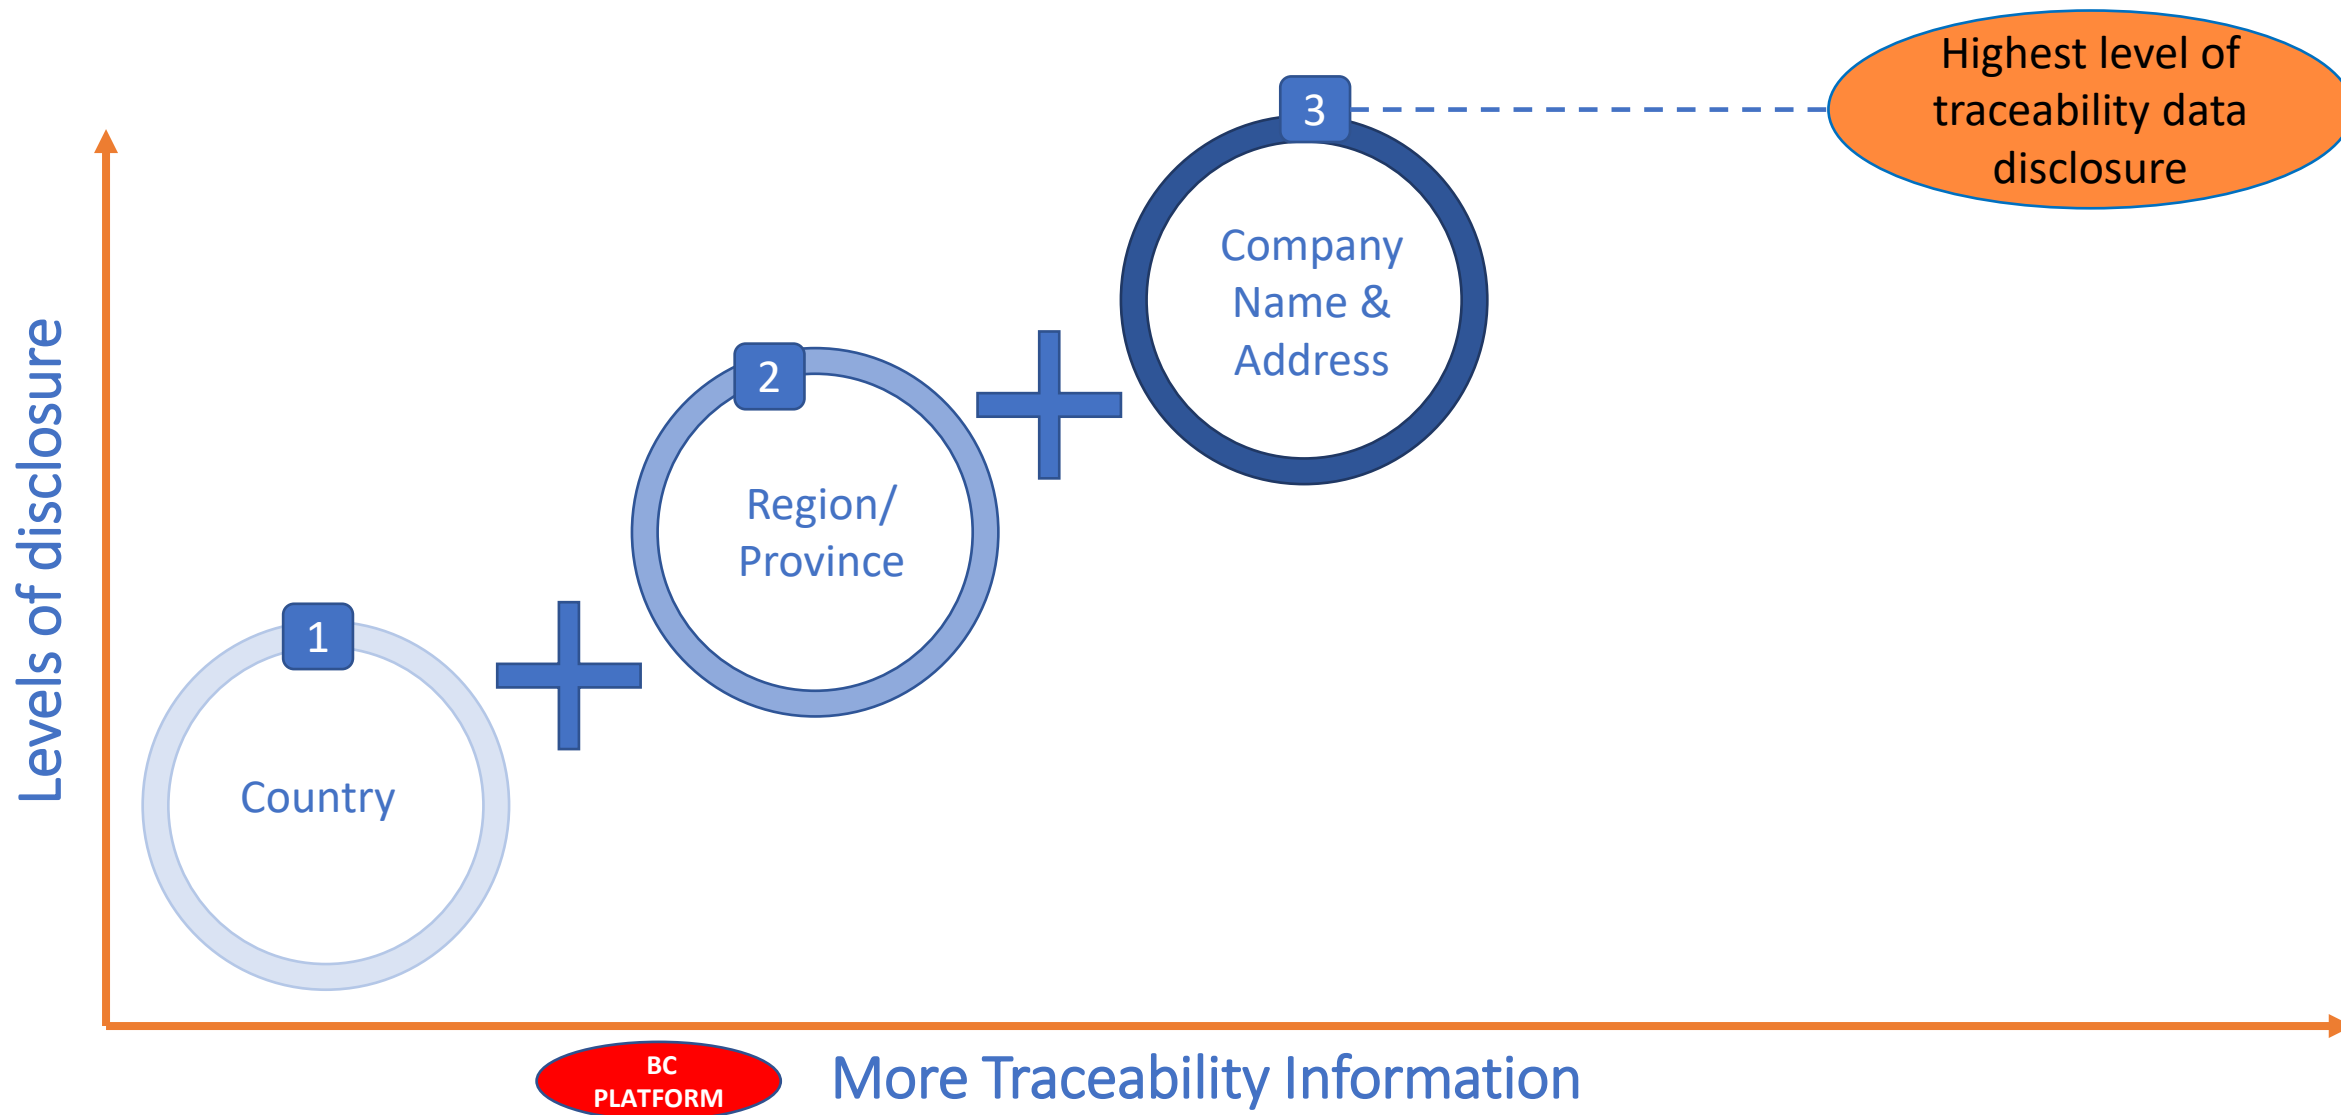 Highest level of
traceability data
disclosure
3
Company
Name &
Address
2
Region/
Province
1
Country
Levels of disclosure
BC
PLATFORM
More Traceability Information